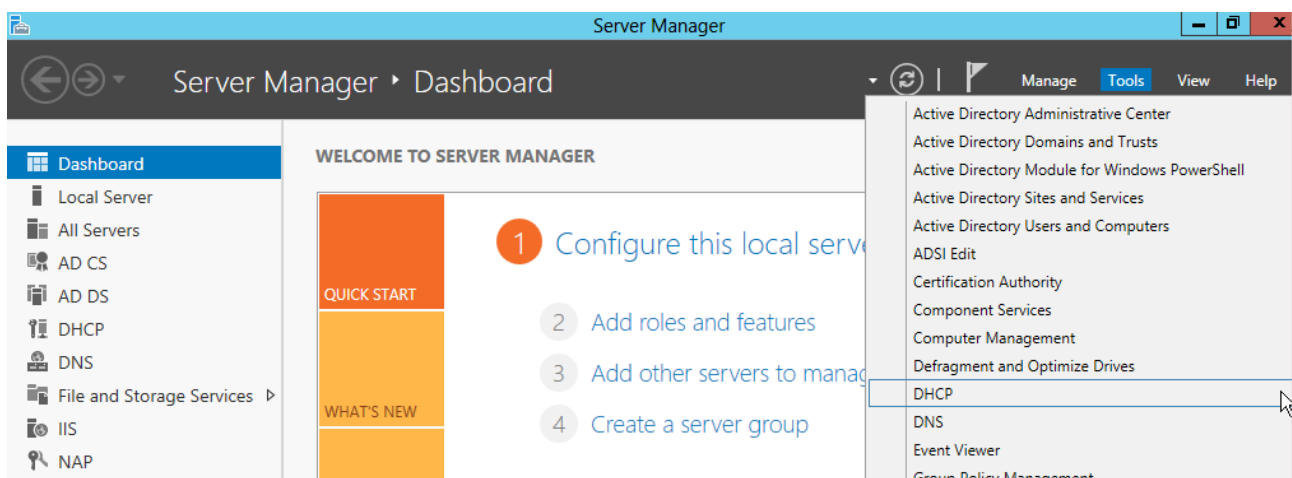 Server Manager
Server Manager ‣ Dashboard
Manage Tools View Help
Dashboard
Local Server
All Servers
AD CS
AD DS
DHCP
DNS
File and Storage Services
IIS
NAP
WELCOME TO SERVER MANAGER
QUICK START
WHAT'S NEW
1 Configure this local serve
2 Add roles and features
3 Add other servers to manag
4 Create a server group
Active Directory Administrative Center
Active Directory Domains and Trusts
Active Directory Module for Windows PowerShell
Active Directory Sites and Services
Active Directory Users and Computers
ADSI Edit
Certification Authority
Component Services
Computer Management
Defragment and Optimize Drives
DHCP
DNS
Event Viewer
Group Policy Management